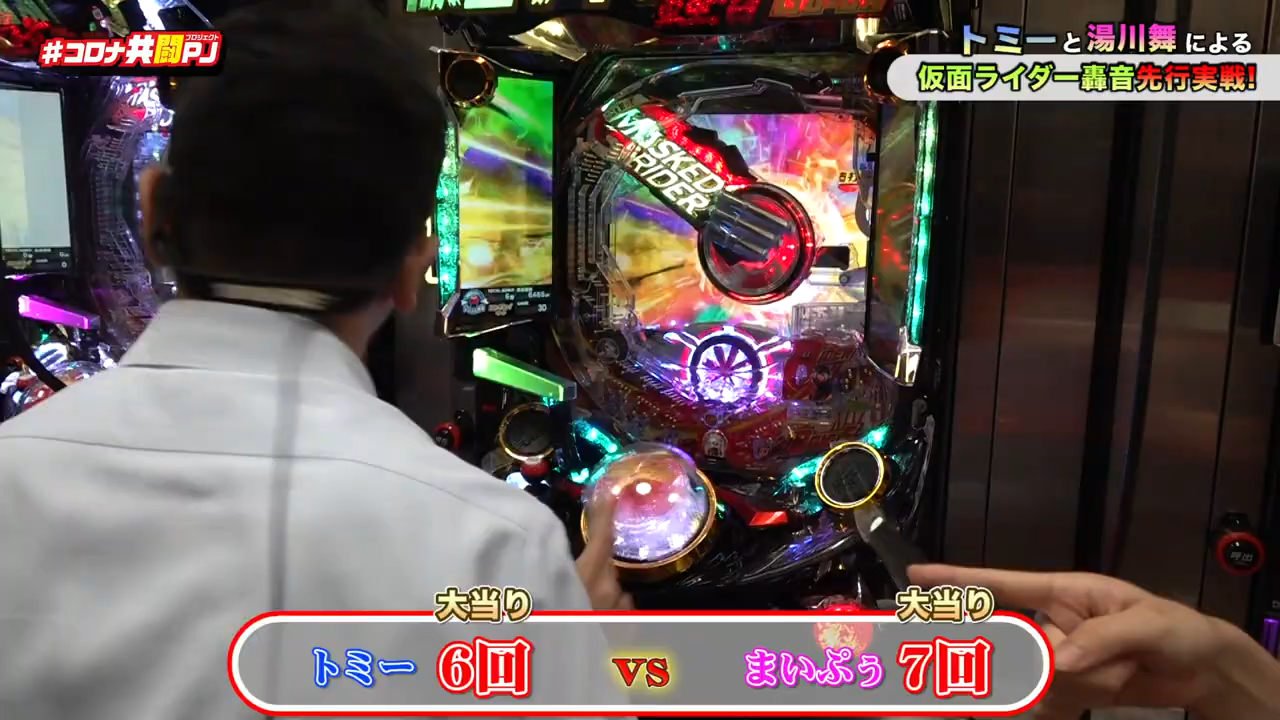 #コロナ共闘PJ
プロジェクト
トミーと湯川舞による
仮面ライダー轟音先行実戦!
MASKED
RIDER
呼出
大当り 大当り
トミー 6回 VS まいぷぅ 7回